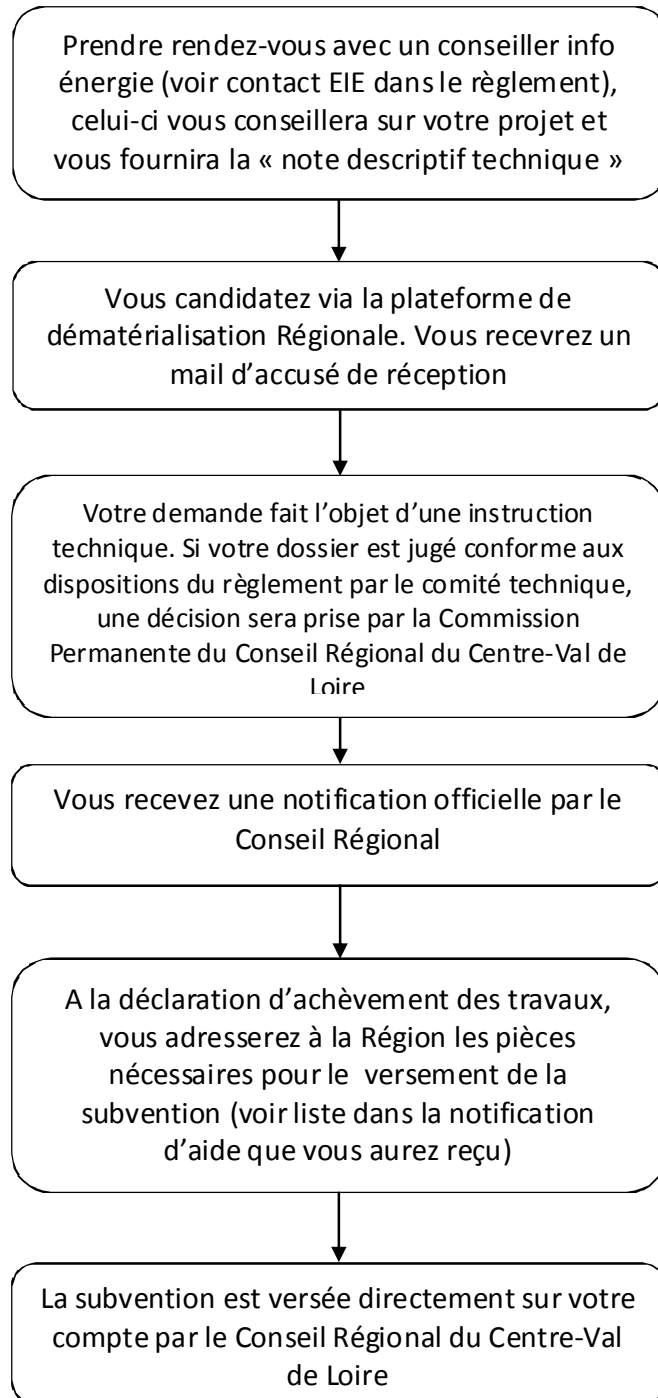 Prendre rendez-vous avec un conseiller info
énergie (voir contact EIE dans le règlement),
celui-ci vous conseillera sur votre projet et
vous fournira la « note descriptif technique »
Vous candidatez via la plateforme de
dématérialisation Régionale. Vous recevrez un
mail d’accusé de réception
Votre demande fait l’objet d’une instruction
technique. Si votre dossier est jugé conforme aux
dispositions du règlement par le comité technique,
une décision sera prise par la Commission
Permanente du Conseil Régional du Centre-Val de
Loire
Vous recevez une notification officielle par le
Conseil Régional
A la déclaration d’achèvement des travaux,
vous adresserez à la Région les pièces
nécessaires pour le versement de la
subvention (voir liste dans la notification
d’aide que vous aurez reçu)
La subvention est versée directement sur votre
compte par le Conseil Régional du Centre-Val
de Loire